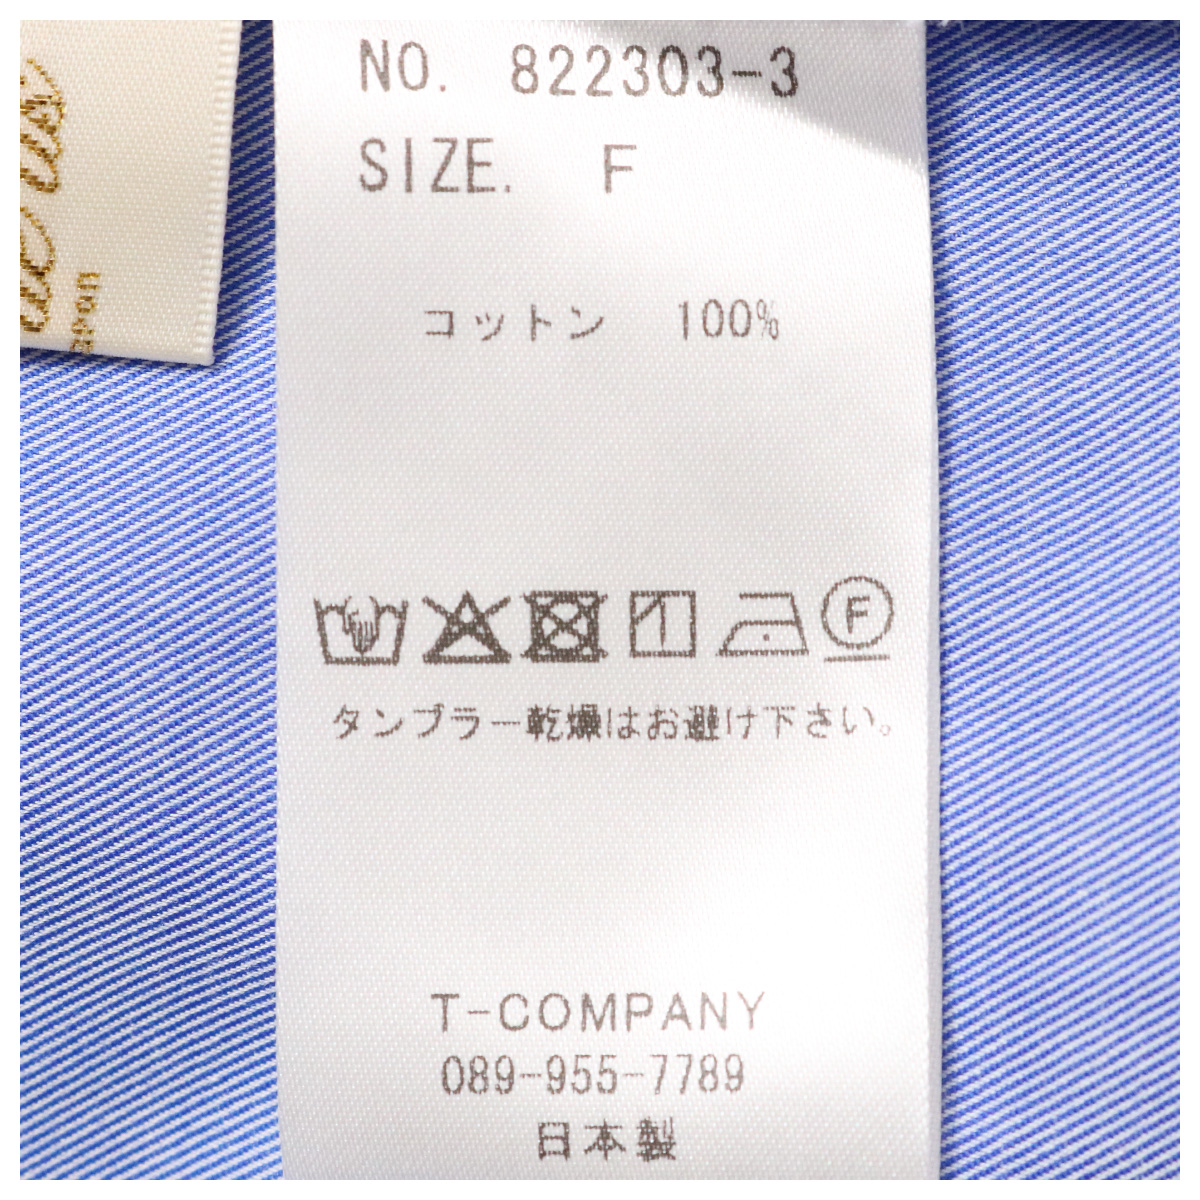 NO. 822303-3
SIZE. F
コットン 100%
F
タンブラー乾燥はお避け下さい。
T-COMPANY
089-955-7789
日本製